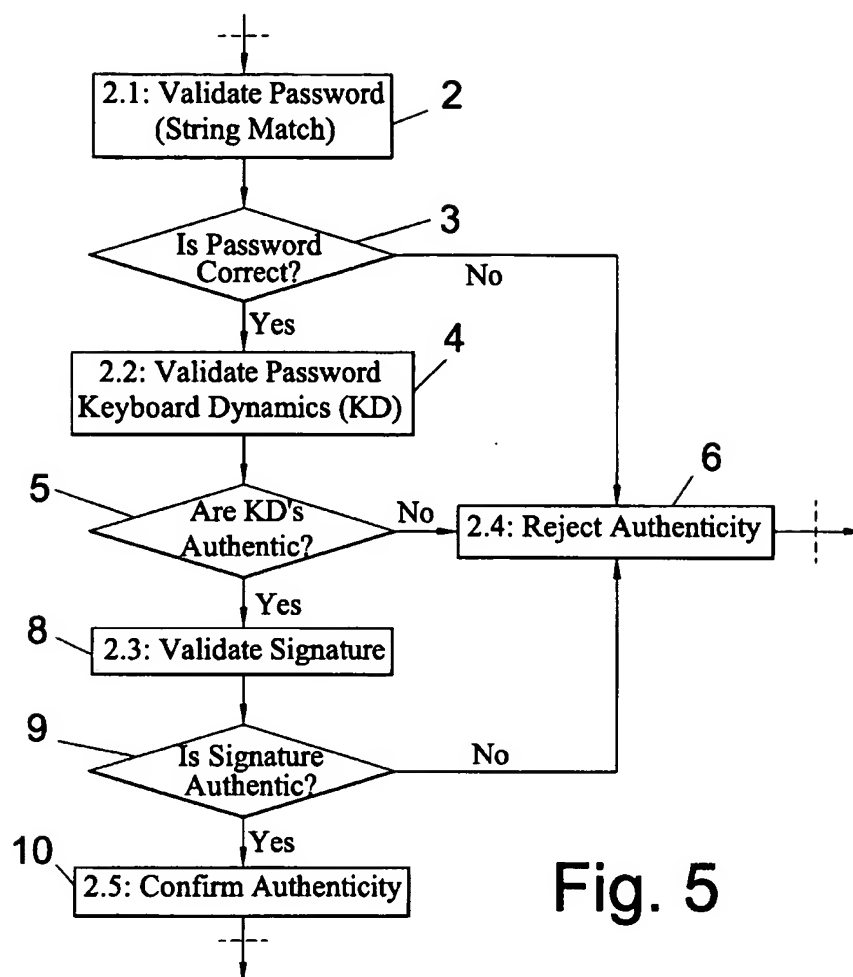 2.1: Validate Password
(String Match)
2
Is Password
Correct?
3
No
Yes
2.2: Validate Password
Keyboard Dynamics (KD)
4
5
Are KD's
Authentic?
No
6
2.4: Reject Authenticity
Yes
8
2.3: Validate Signature
9
Is Signature
Authentic?
No
Yes
10
2.5: Confirm Authenticity
Fig. 5